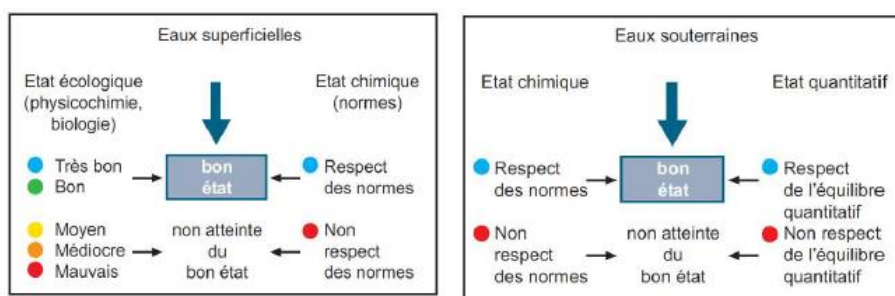 Eaux superficielles
Etat écologique
(physicochimie,
biologie)
Etat chimique
(normes)
Très bon
Bon
bon
état
Respect
des normes
Moyen
Médiocre
Mauvais
non atteinte
du
bon état
Non
respect
des normes
Eaux souterraines
Etat chimique
Etat quantitatif
Respect
des normes
bon
état
Respect
de l'équilibre
quantitatif
Non
respect
des normes
non atteinte
du
bon état
Non respect
de l'équilibre
quantitatif